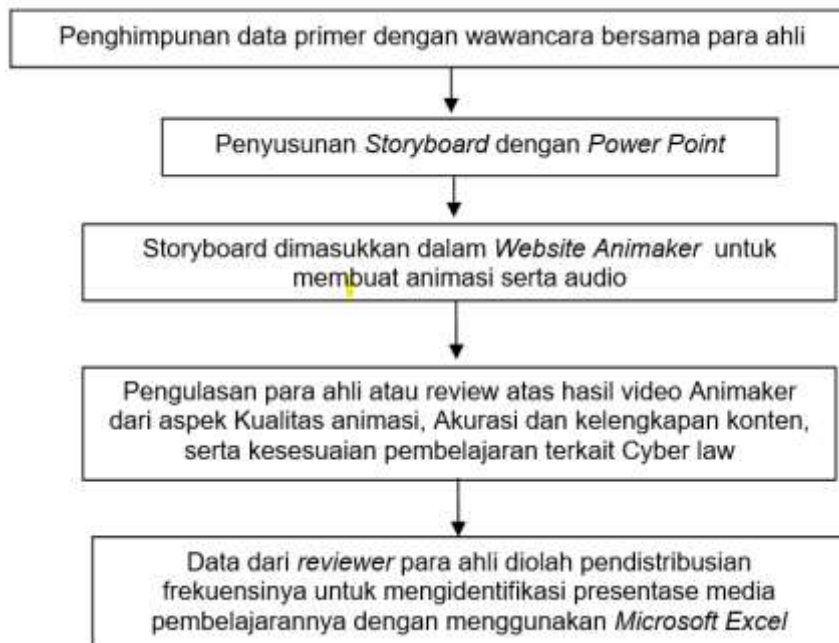 Penghimpunan data primer dengan wawancara bersama para ahli
Penyusunan Storyboard dengan Power Point
Storyboard dimasukkan dalam Website Animaker untuk
membuat animasi serta audio
Pengulasan para ahli atau review atas hasil video Animaker
dari aspek Kualitas animasi, Akurasi dan kelengkapan konten,
serta kesesuaian pembelajaran terkait Cyber law
Data dari reviewer para ahli diolah pendistribusian
frekuensinya untuk mengidentifikasi presentase media
pembelajarannya dengan menggunakan Microsoft Excel